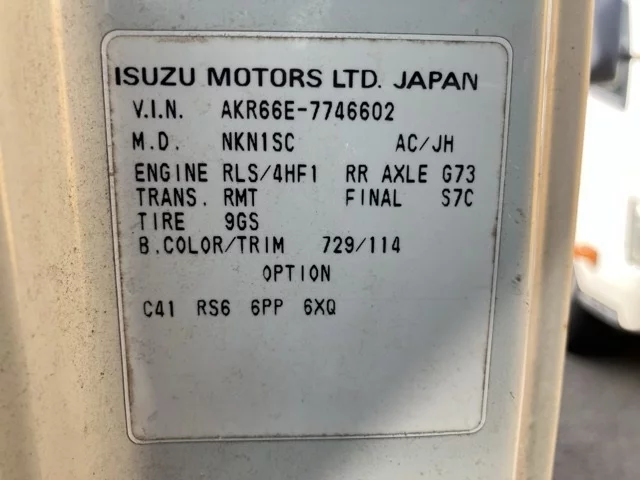 ISUZU MOTORS LTD. JAPAN
V.I.N. AKR66E-7746602
M.D. NKN1SC AC/JH
ENGINE RLS/4HF1 RR AXLE G73
TRANS. RMT FINAL S7C
TIRE 9GS
B.COLOR/TRIM 729/114
OPTION
C41 RS6 6PP 6XQ